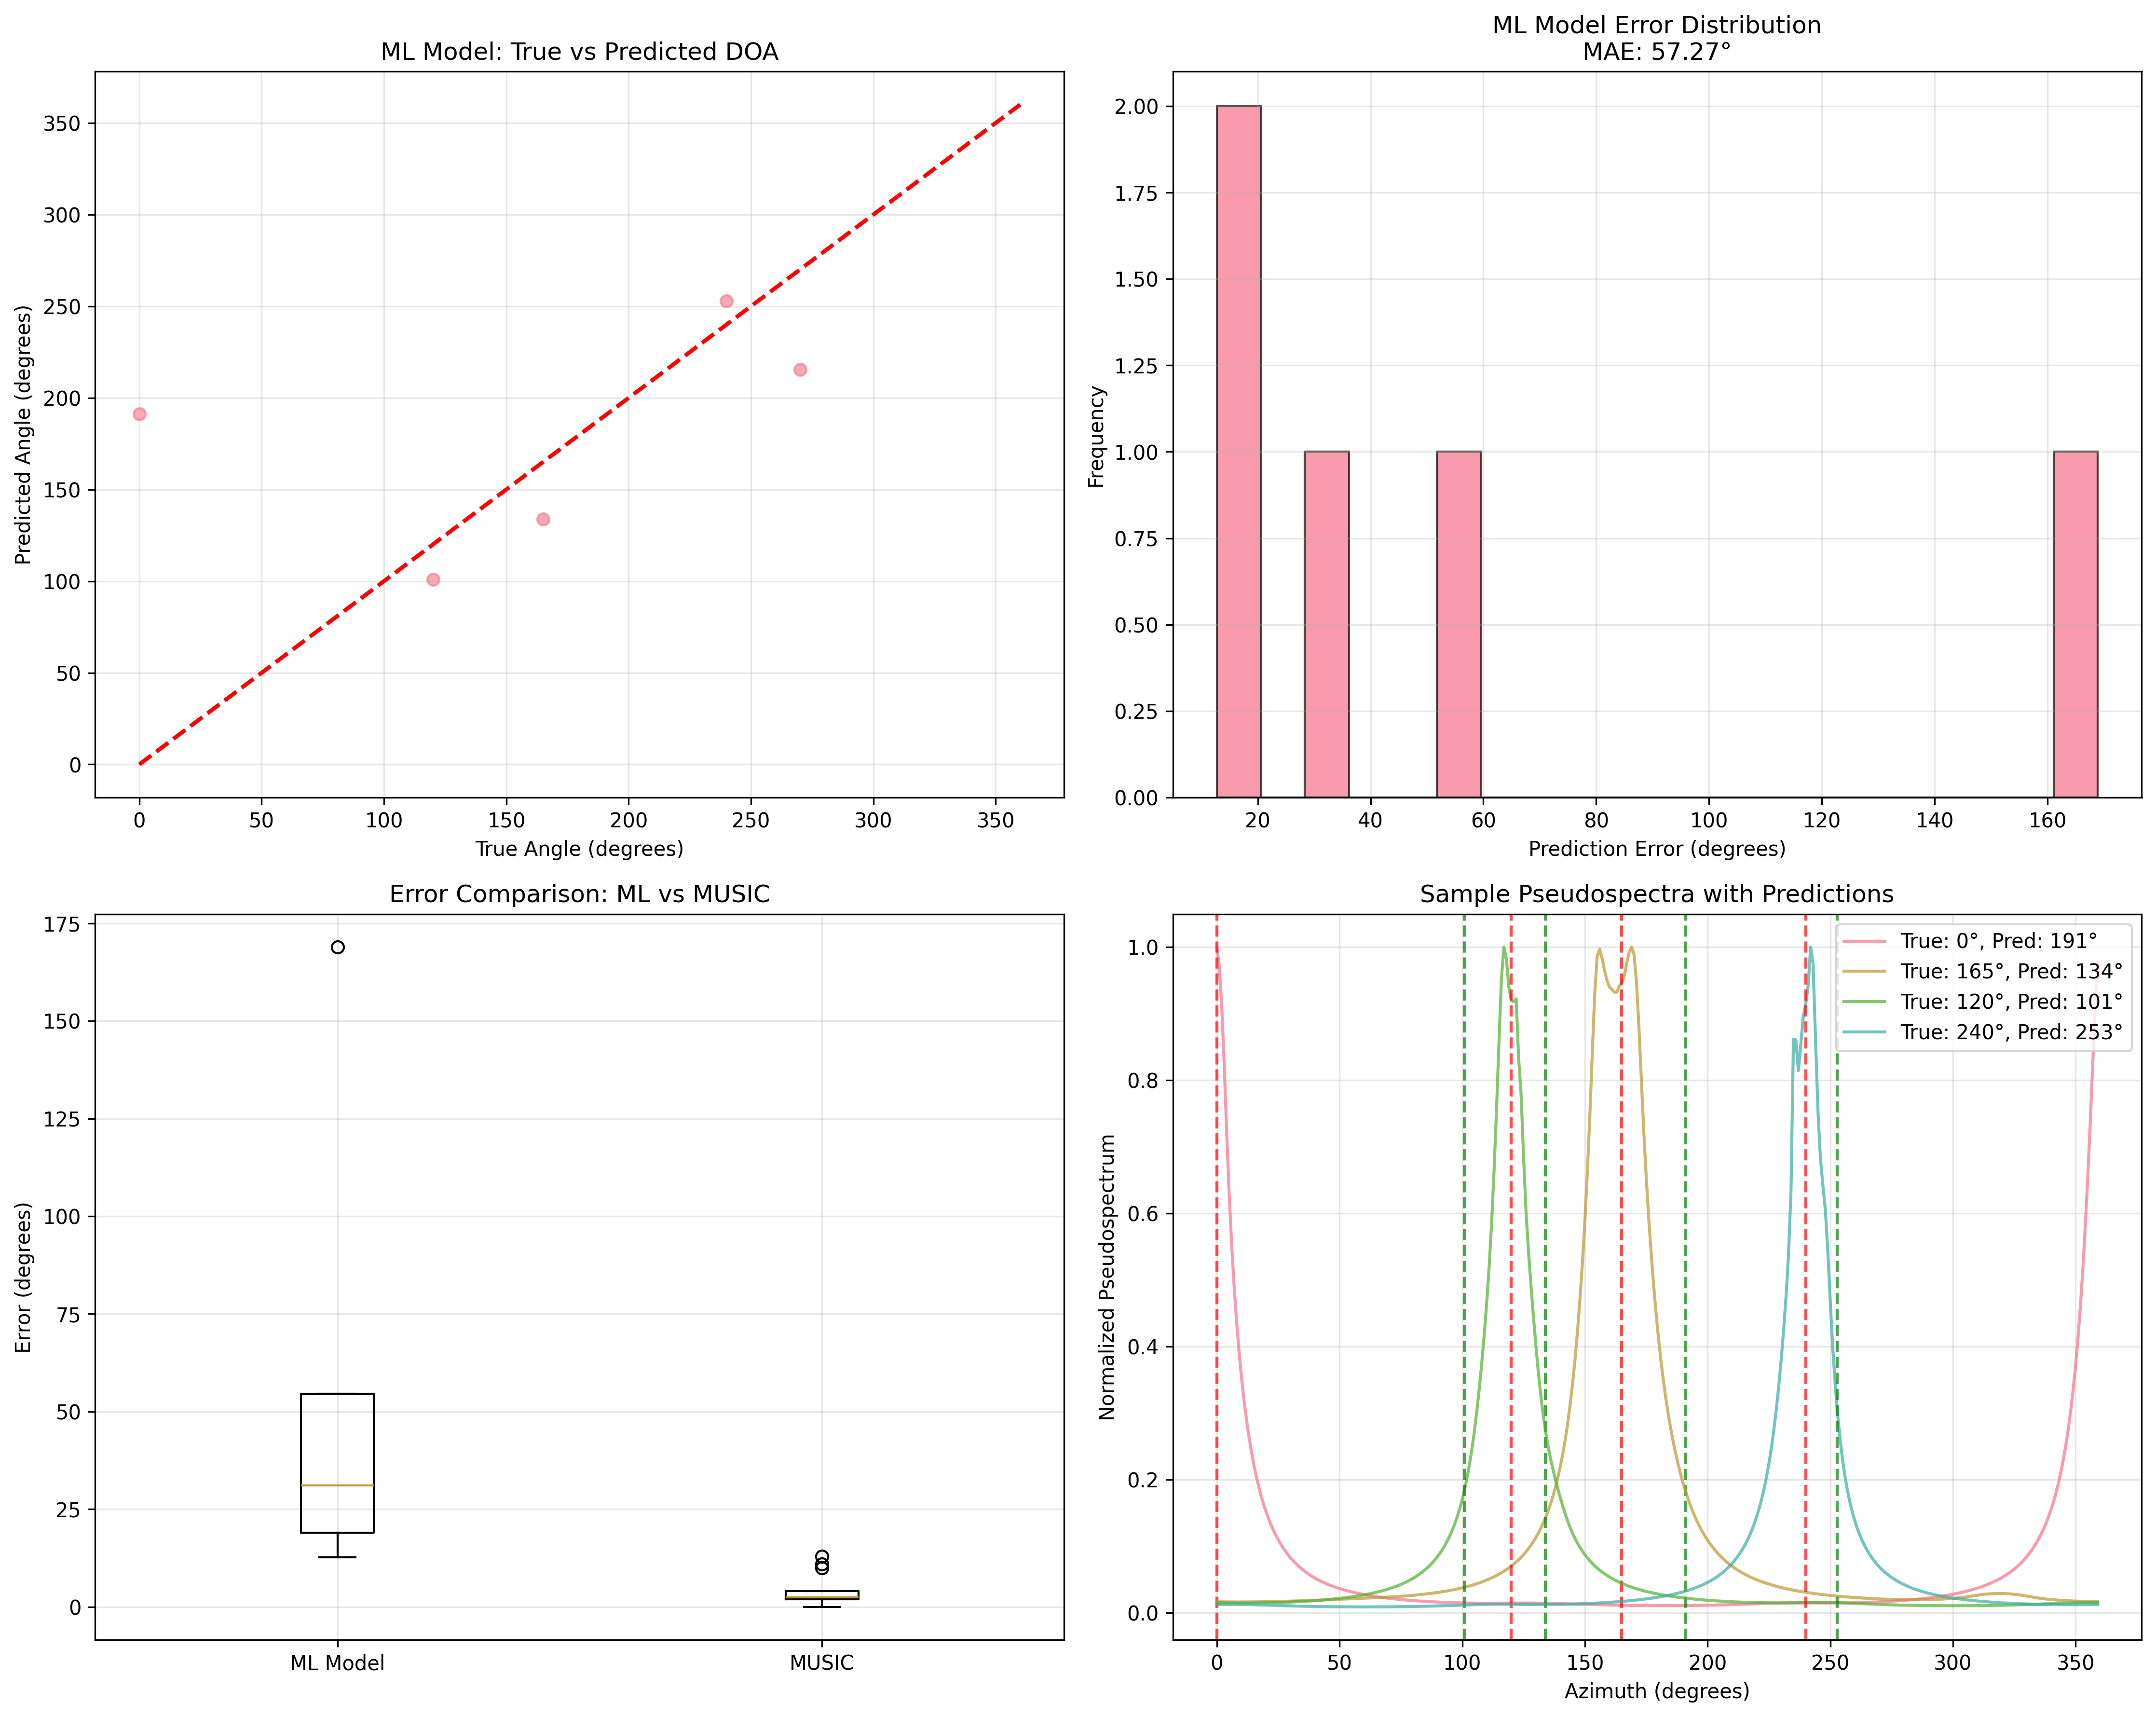 ML Model: True vs Predicted DOA
350
300
250
200
150
100
50
0
Predicted Angle (degrees)
0 50 100 150 200 250 300 350
True Angle (degrees)
ML Model Error Distribution
MAE: 57.27°
2.00
1.75
1.50
1.25
1.00
0.75
0.50
0.25
0.00
Frequency
20 40 60 80 100 120 140 160
Prediction Error (degrees)
Error Comparison: ML vs MUSIC
175
150
125
100
75
50
25
0
Error (degrees)
ML Model MUSIC
Sample Pseudospectra with Predictions
True: 0°, Pred: 191°
True: 165°, Pred: 134°
True: 120°, Pred: 101°
True: 240°, Pred: 253°
1.0
0.8
0.6
0.4
0.2
0.0
Normalized Pseudospectrum
0 50 100 150 200 250 300 350
Azimuth (degrees)